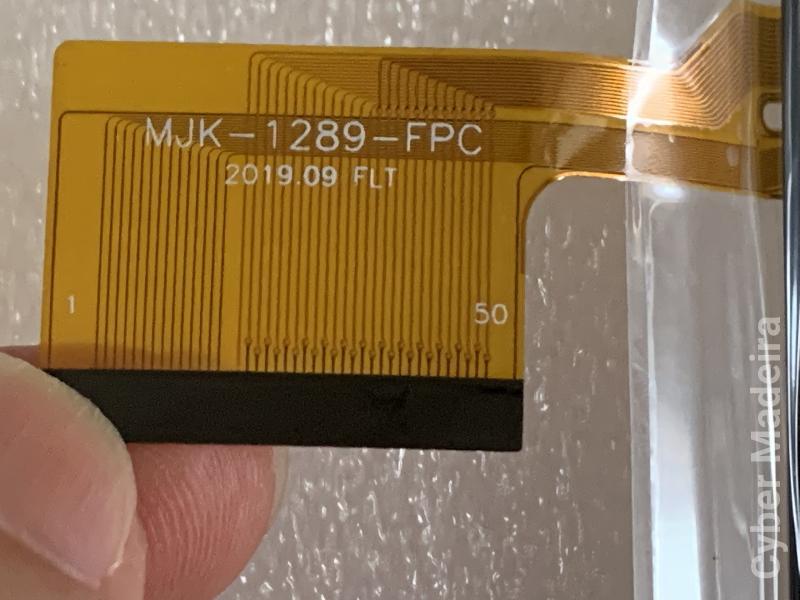 MJK-1289-FPC
2019.09 FLT
1
50
Cyber Madeira